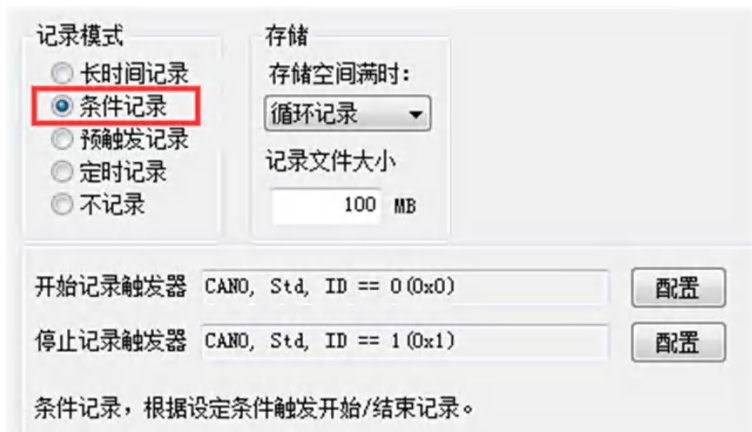 记录模式
长时间记录
条件记录
预触发记录
定时记录
不记录
存储
存储空间满时:
循环记录
记录文件大小
100 MB
开始记录触发器 CAN0, Std, ID == 0(0x0) 配置
停止记录触发器 CAN0, Std, ID == 1(0x1) 配置
条件记录，根据设定条件触发开始/结束记录。